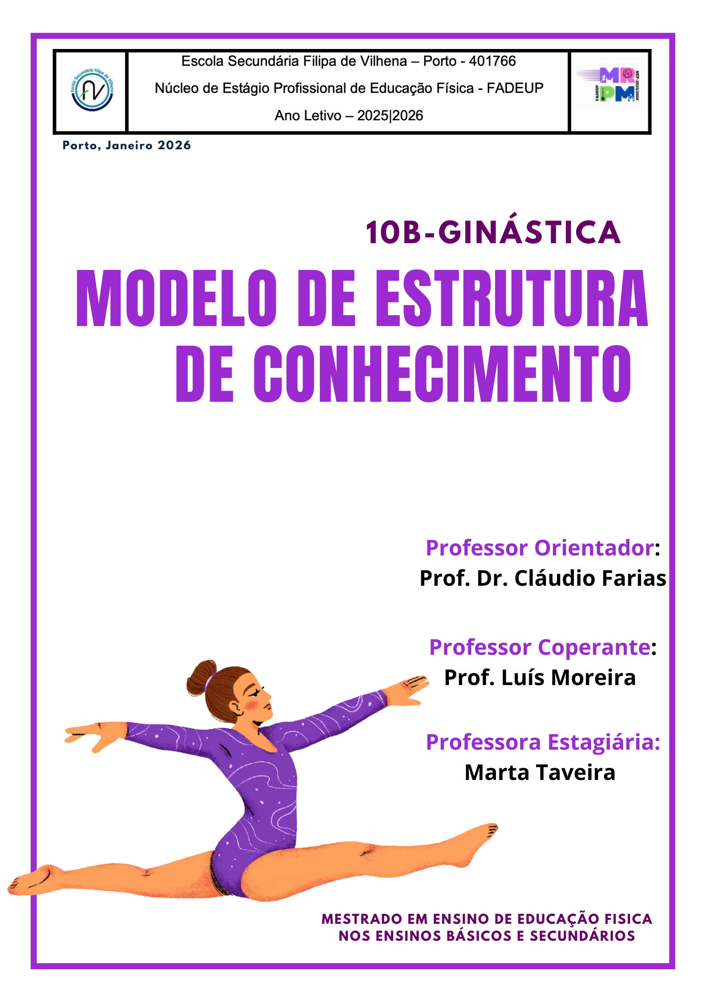 Escola Secundária Filipa de Vilhena
Escola Secundária Filipa de Vilhena – Porto - 401766
Núcleo de Estágio Profissional de Educação Física - FADEUP
Ano Letivo – 2025|2026
MR
PM
FADEUP
NEP-2025/2026
Porto, Janeiro 2026
10B-GINÁSTICA
MODELO DE ESTRUTURA
DE CONHECIMENTO
Professor Orientador:
Prof. Dr. Cláudio Farias
Professor Coperante:
Prof. Luís Moreira
Professora Estagiária:
Marta Taveira
MESTRADO EM ENSINO DE EDUCAÇÃO FISICA
NOS ENSINOS BÁSICOS E SECUNDÁRIOS